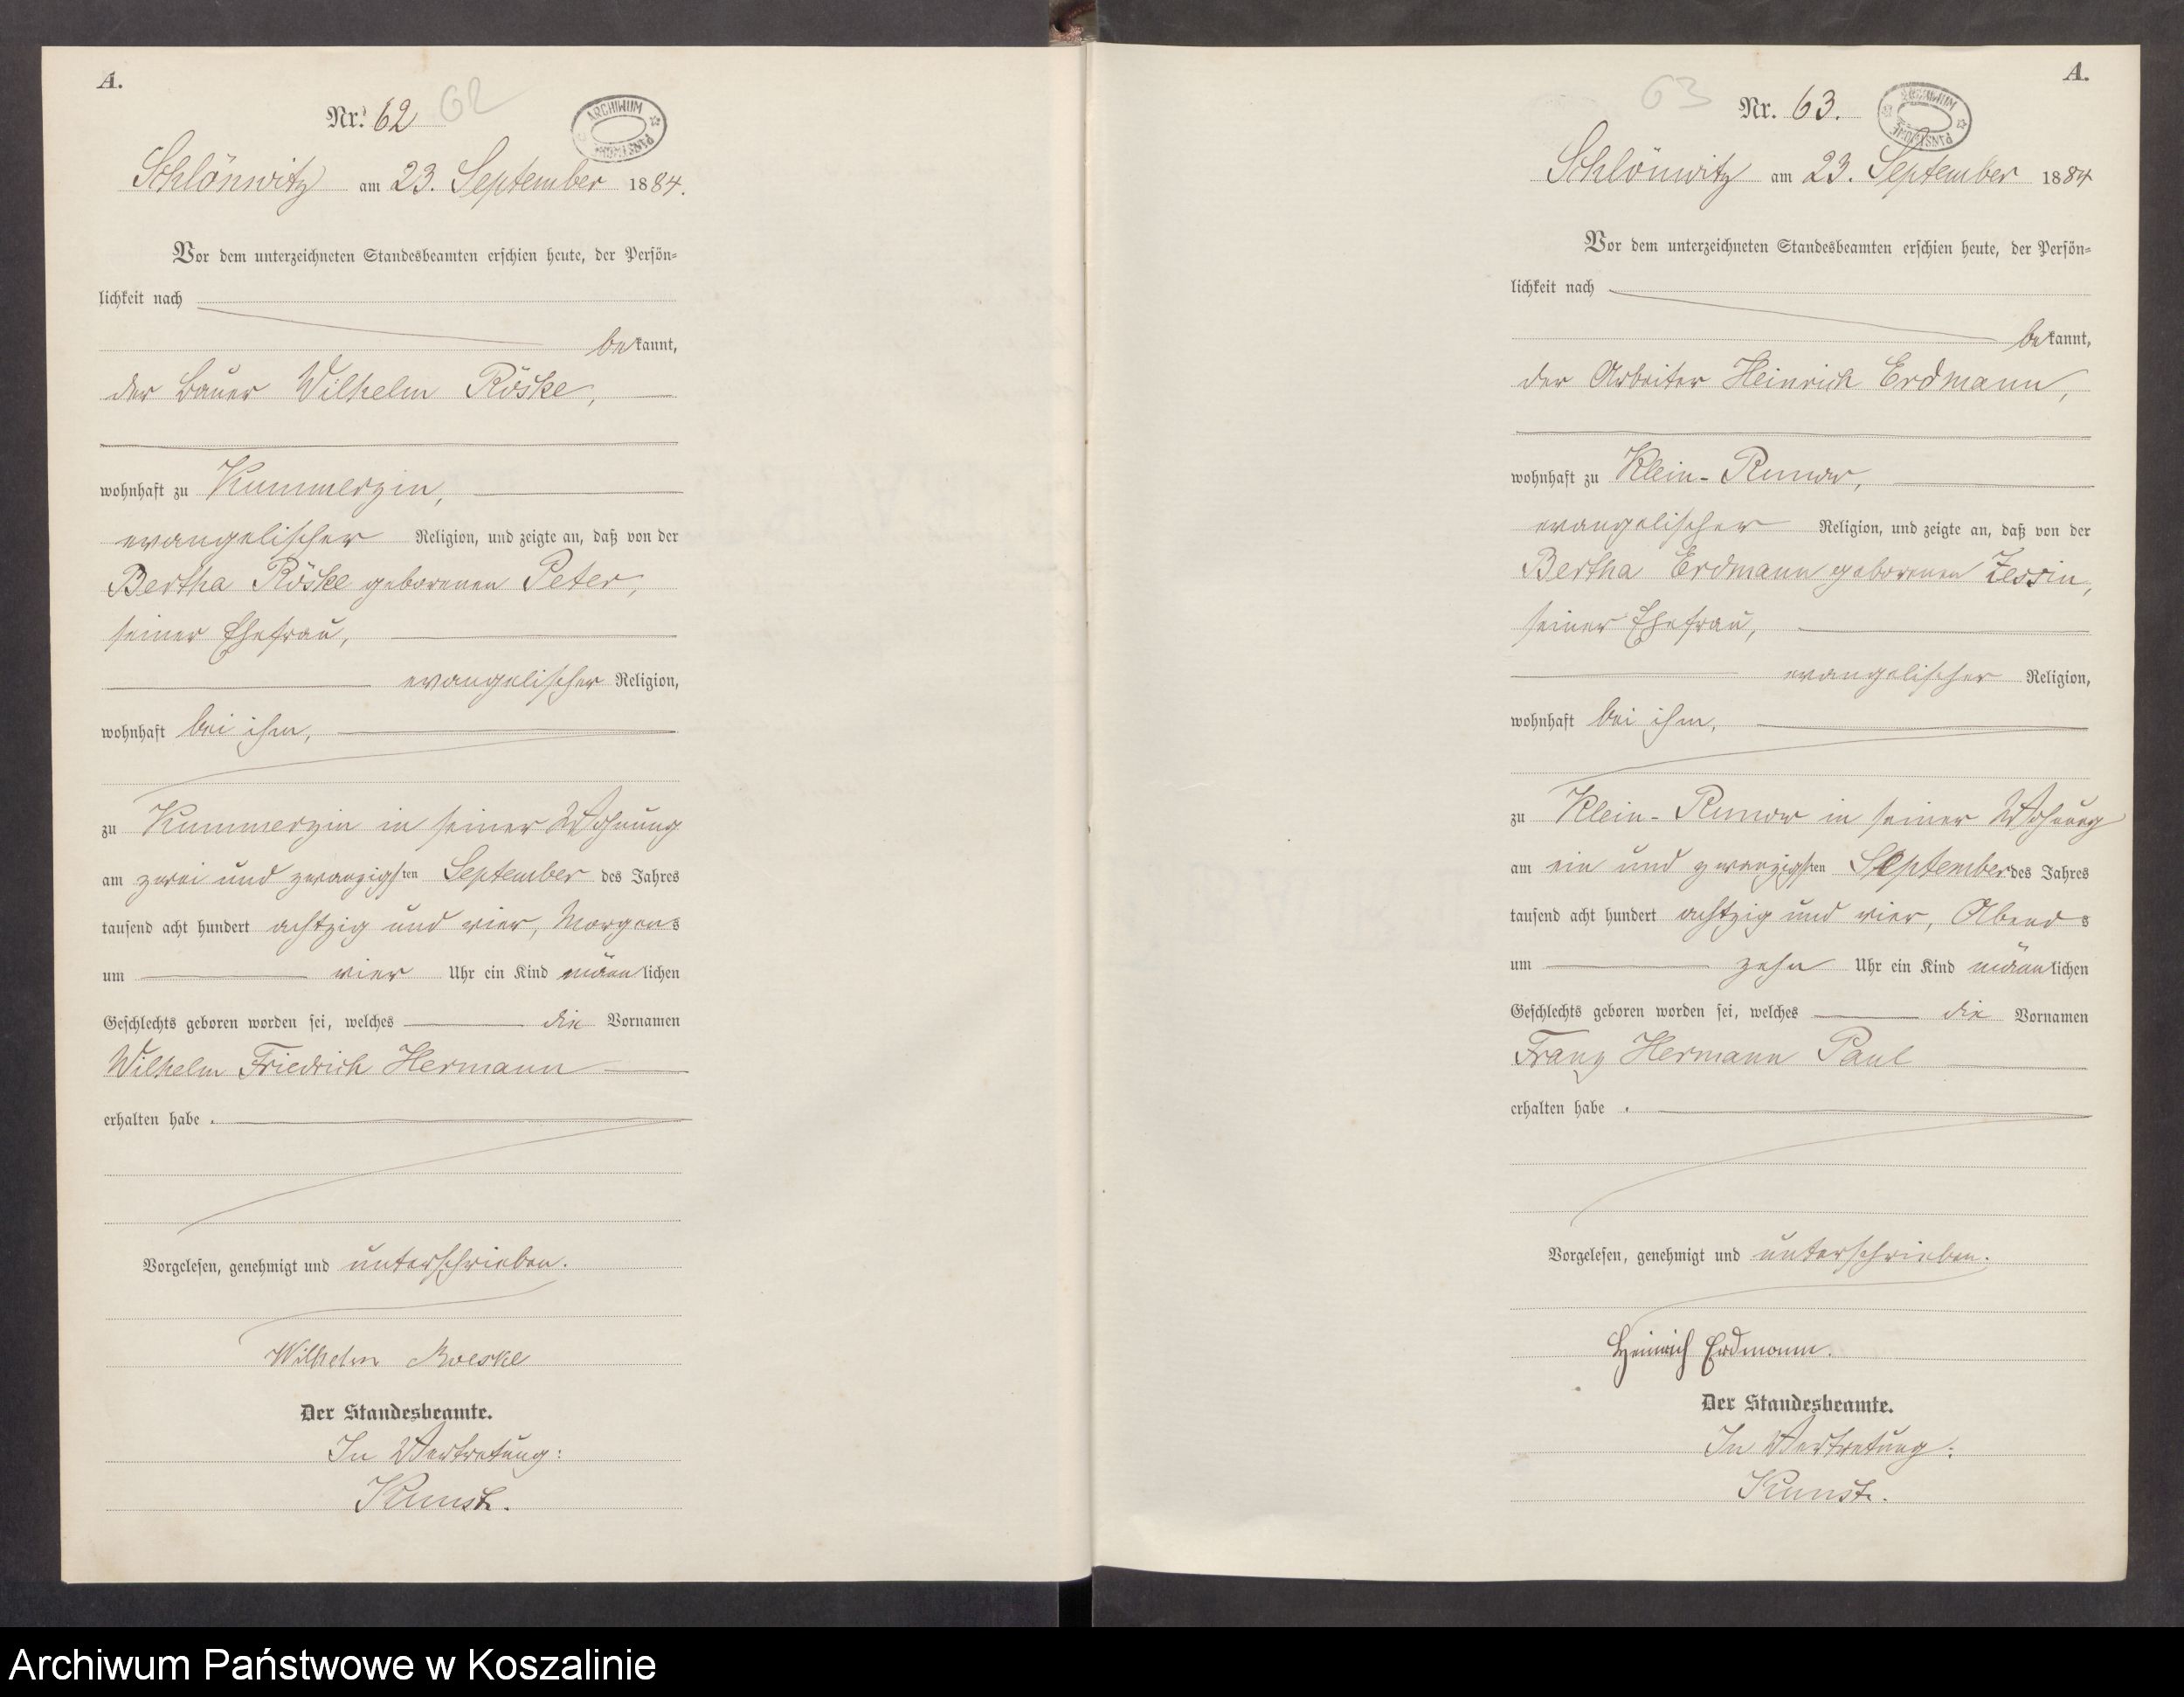 A.
Nr. 62 62
ARCHIWUM PAŃSTWOWE
Schlönwitz am 23. September 1884.
Vor dem unterzeichneten Standesbeamten erschien heute, der Persön-
lichkeit nach
bekannt,
der Bauer Wilhelm Röske,
wohnhaft zu Kummerzin,
evangelischer Religion, und zeigte an, daß von der
Bertha Röske geborenen Peter,
seiner Ehefrau,
evangelischer Religion,
wohnhaft bei ihm,
zu Kummerzin in seiner Wohnung
am zwei und zwanzigsten September des Jahres
tausend acht hundert achtzig und vier, Morgens
um vier Uhr ein Kind männlichen
Geschlechts geboren worden sei, welches die Vornamen
Wilhelm Friedrich Hermann
erhalten habe.
Vorgelesen, genehmigt und unterschrieben.
Wilhelm Roeske
Der Standesbeamte.
In Vertretung:
Kunst.
A.
63 Nr. 63.
ARCHIWUM PAŃSTWOWE
Schlönwitz am 23. September 1884
Vor dem unterzeichneten Standesbeamten erschien heute, der Persön-
lichkeit nach
bekannt,
der Arbeiter Heinrich Erdmann,
wohnhaft zu Klein-Runow,
evangelischer Religion, und zeigte an, daß von der
Bertha Erdmann geborenen Zessin,
seiner Ehefrau,
evangelischer Religion,
wohnhaft bei ihm,
zu Klein-Runow in seiner Wohnung
am ein und zwanzigsten September des Jahres
tausend acht hundert achtzig und vier, Abends
um zehn Uhr ein Kind männlichen
Geschlechts geboren worden sei, welches die Vornamen
Franz Hermann Paul
erhalten habe.
Vorgelesen, genehmigt und unterschrieben.
Heinrich Erdmann.
Der Standesbeamte.
In Vertretung:
Kunst.
Archiwum Państwowe w Koszalinie